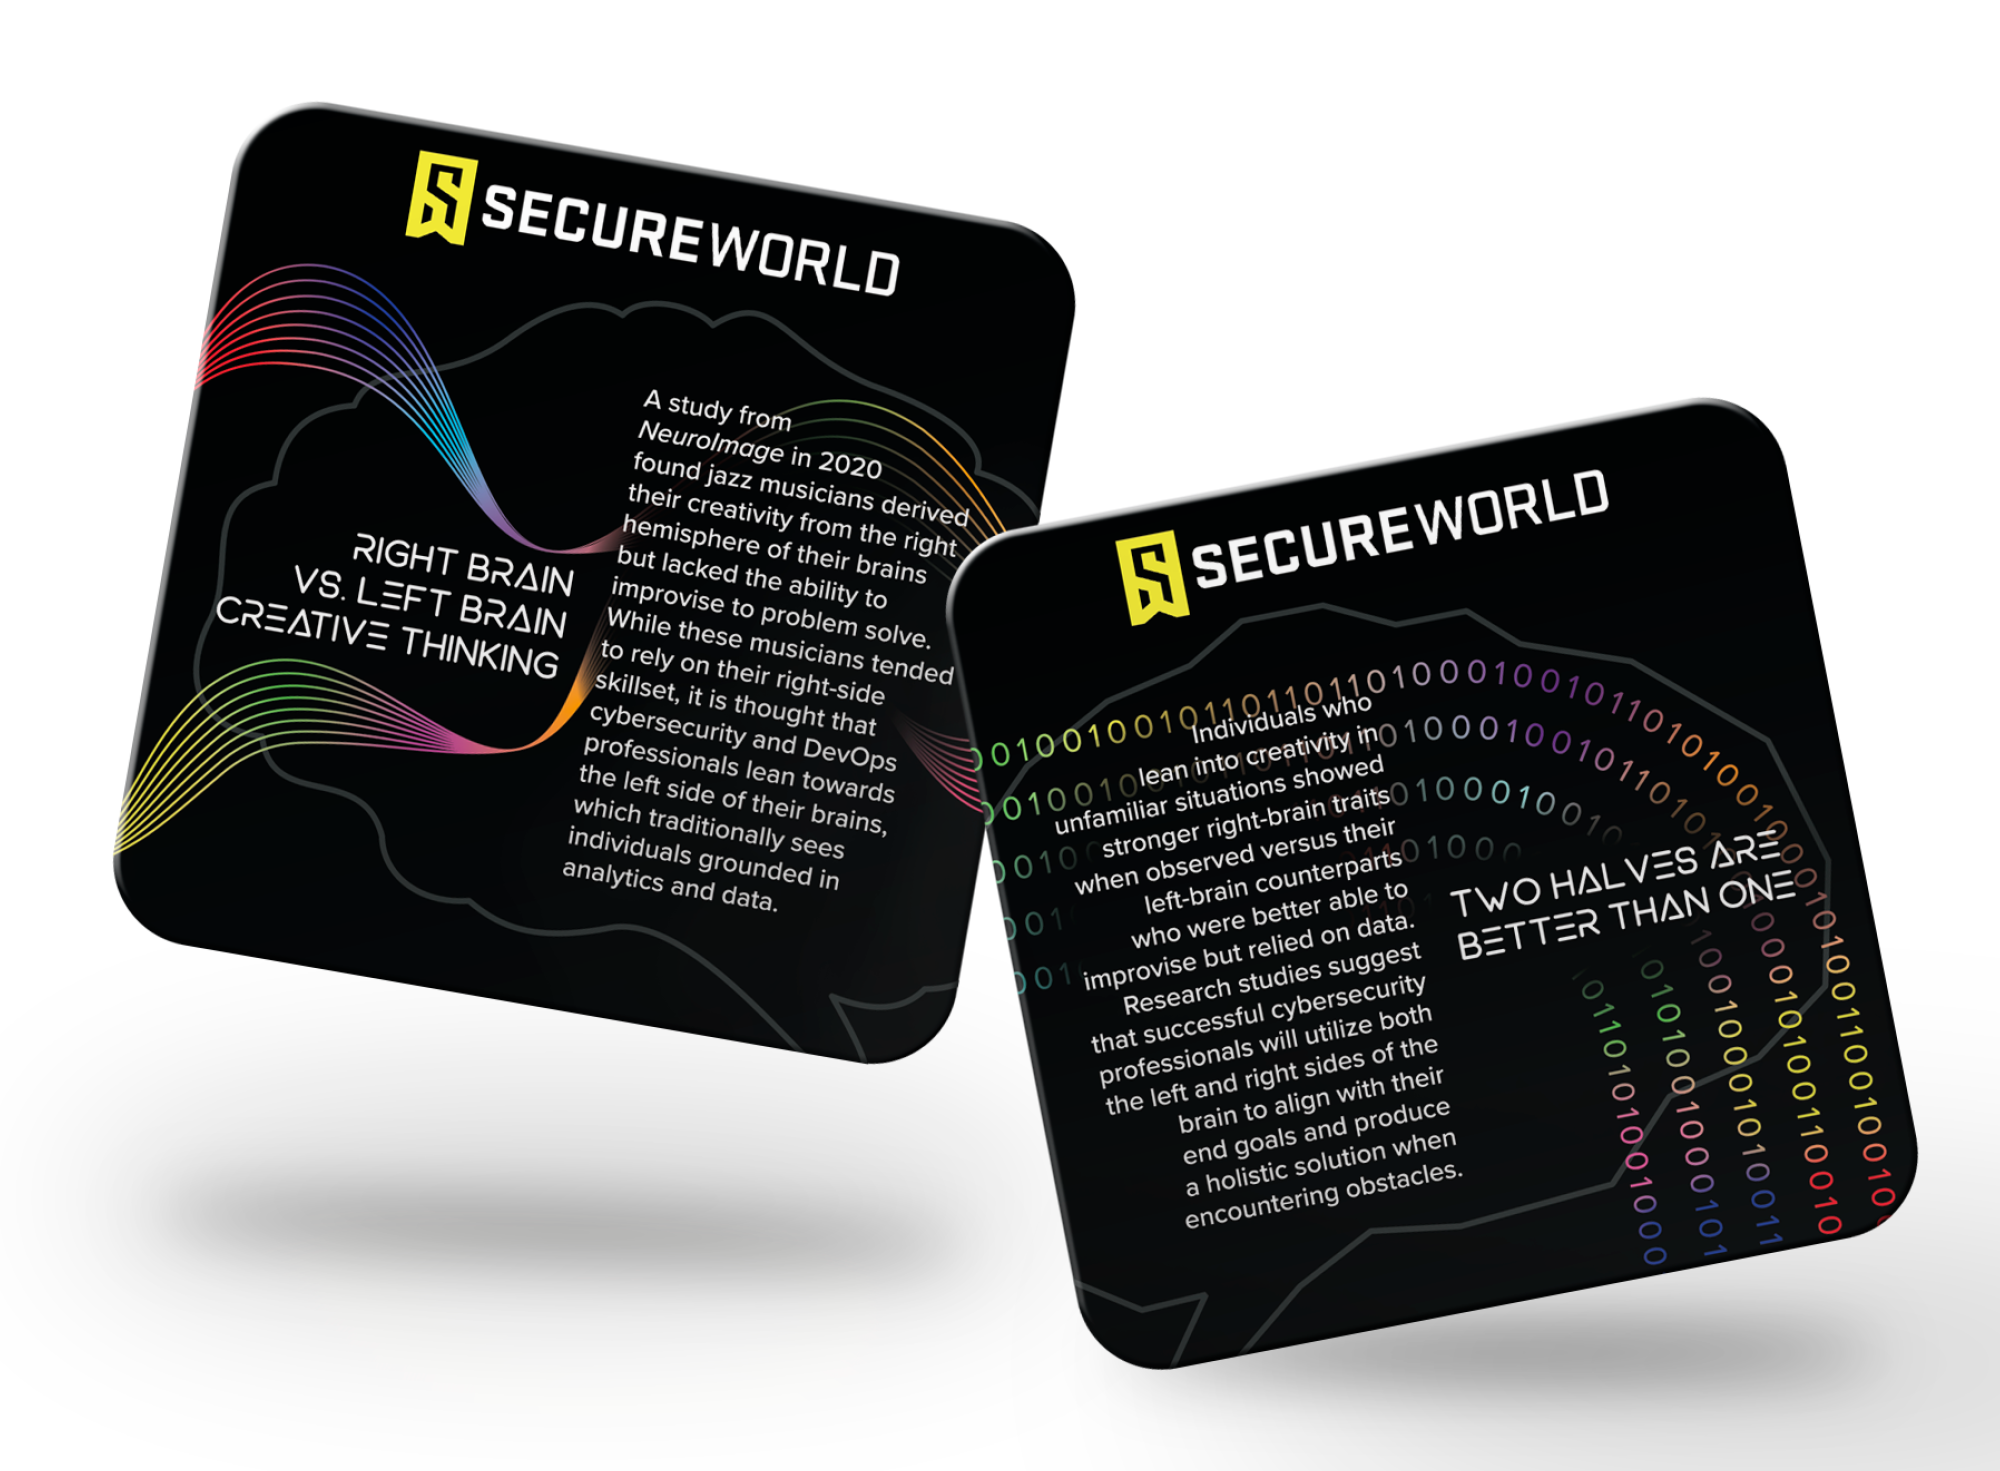 SECUREWORLD
RIGHT BRAIN
VS. LEFT BRAIN
CREATIVE THINKING
A study from
NeuroImage in 2020
found jazz musicians derived
their creativity from the right
hemisphere of their brains
but lacked the ability to
improvise to problem solve.
While these musicians tended
to rely on their right-side
skillset, it is thought that
cybersecurity and DevOps
professionals lean towards
the left side of their brains,
which traditionally sees
individuals grounded in
analytics and data.
SECUREWORLD
Individuals who
lean into creativity in
unfamiliar situations showed
stronger right-brain traits
when observed versus their
left-brain counterparts
who were better able to
improvise but relied on data.
Research studies suggest
that successful cybersecurity
professionals will utilize both
the left and right sides of the
brain to align with their
end goals and produce
a holistic solution when
encountering obstacles.
TWO HALVES ARE
BETTER THAN ONE